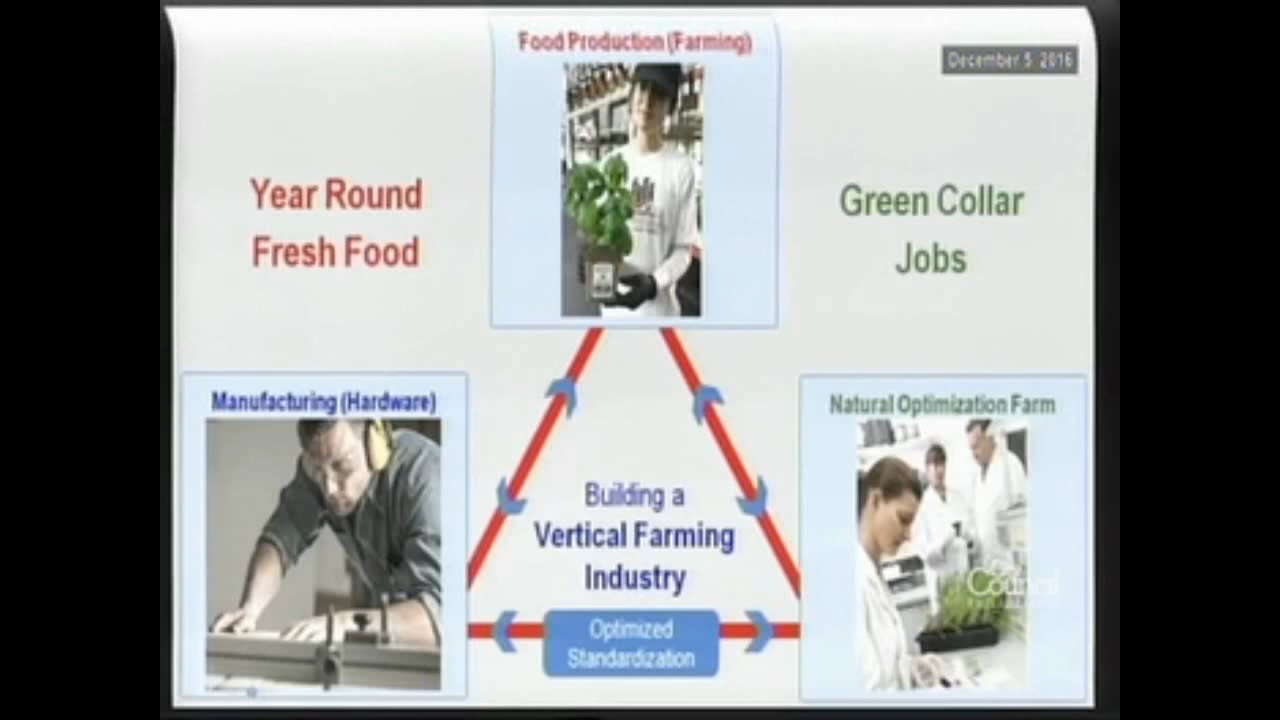 Food Production (Farming)
December 5, 2016
Year Round
Fresh Food
Green Collar
Jobs
Manufacturing (Hardware)
Natural Optimization Farm
Building a
Vertical Farming
Industry
Optimized
Standardization
Council